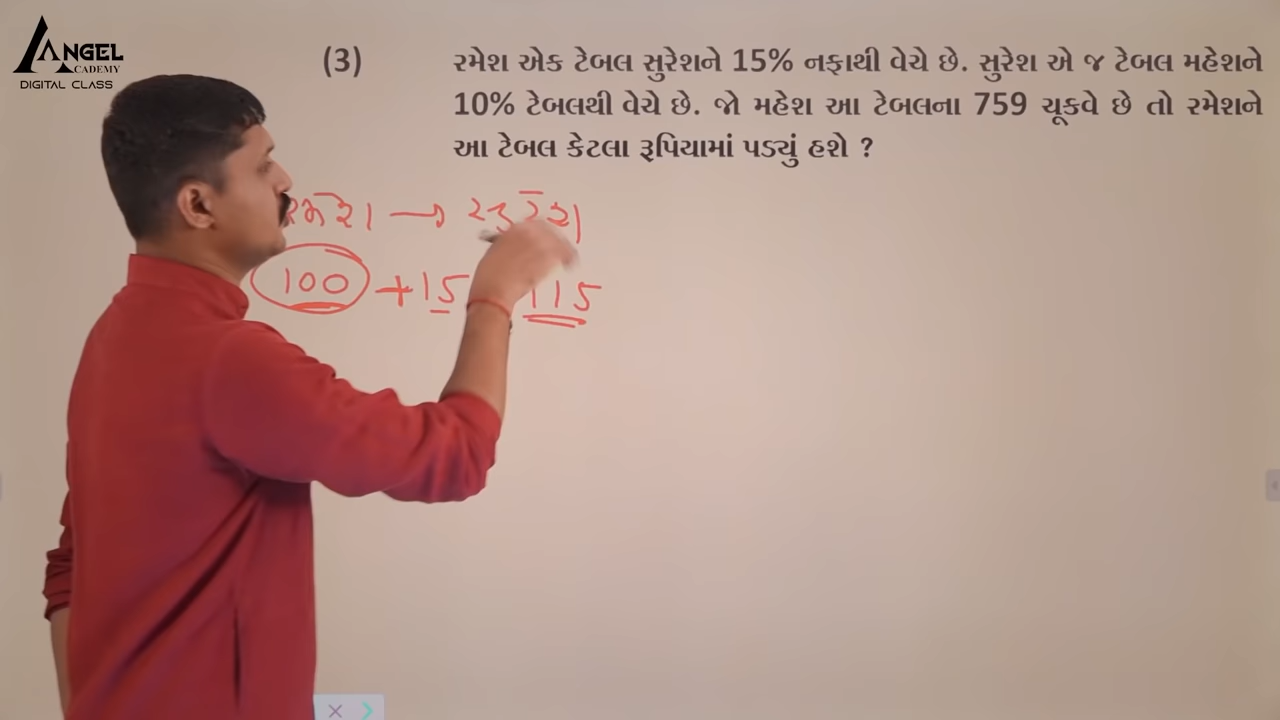 ANGEL
ACADEMY
DIGITAL CLASS
(3) રમેશ એક ટેબલ સુરેશને 15% નફાથી વેચે છે. સુરેશ એ જ ટેબલ મહેશને
10% ટેબલથી વેચે છે. જો મહેશ આ ટેબલના 759 ચૂકવે છે તો રમેશને
આ ટેબલ કેટલા રૂપિયામાં પડ્યું હશે ?
રમેશ → સુરેશ
100 + 15 115